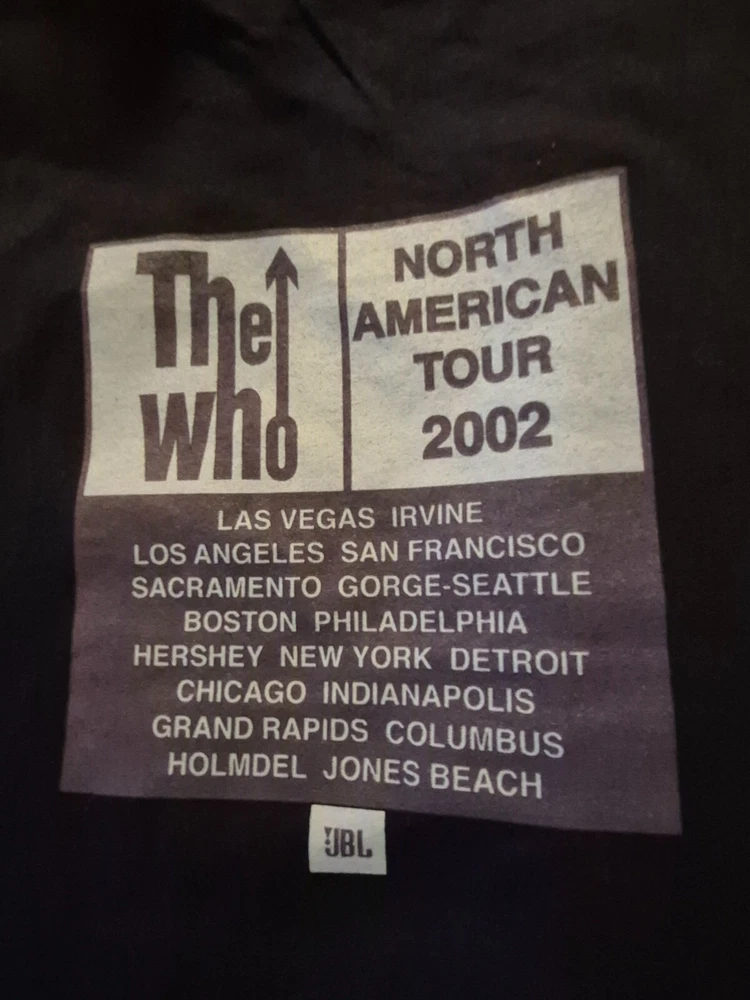 The Who
NORTH
AMERICAN
TOUR
2002
LAS VEGAS IRVINE
LOS ANGELES SAN FRANCISCO
SACRAMENTO GORGE-SEATTLE
BOSTON PHILADELPHIA
HERSHEY NEW YORK DETROIT
CHICAGO INDIANAPOLIS
GRAND RAPIDS COLUMBUS
HOLMDEL JONES BEACH
JBL